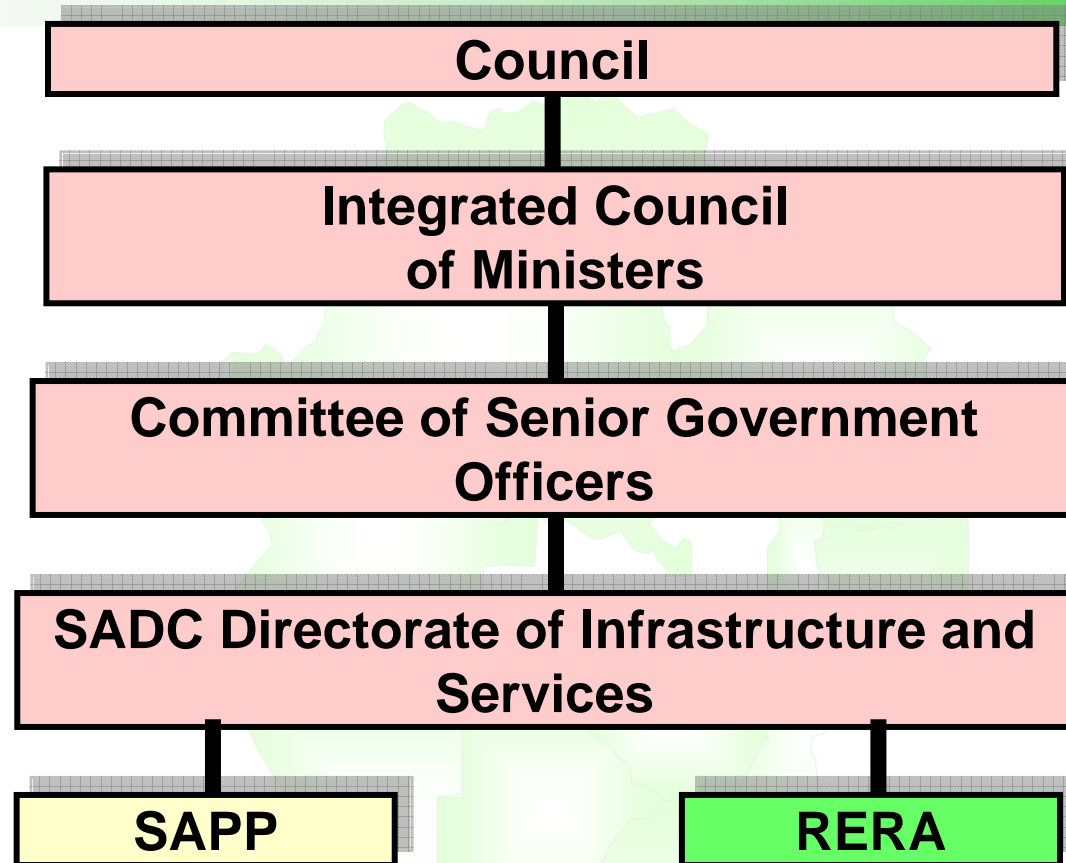 Council
Integrated Council
of Ministers
Committee of Senior Government
Officers
SADC Directorate of Infrastructure and
Services
SAPP
RERA